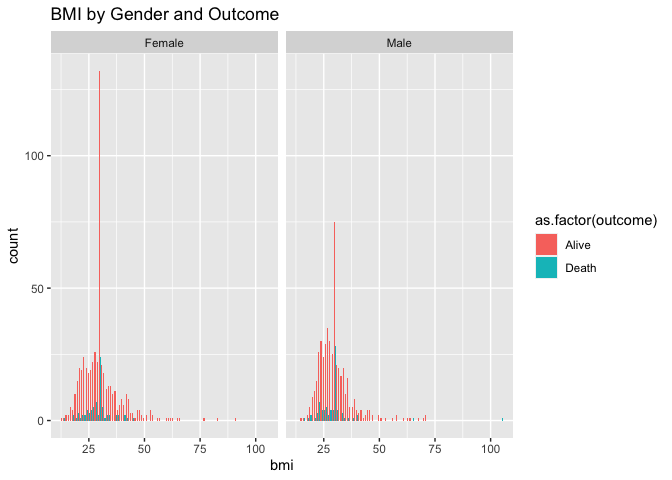 BMI by Gender and Outcome
Female Male
100
50
0
count
25 50 75 100 25 50 75 100
bmi
as.factor(outcome)
Alive
Death